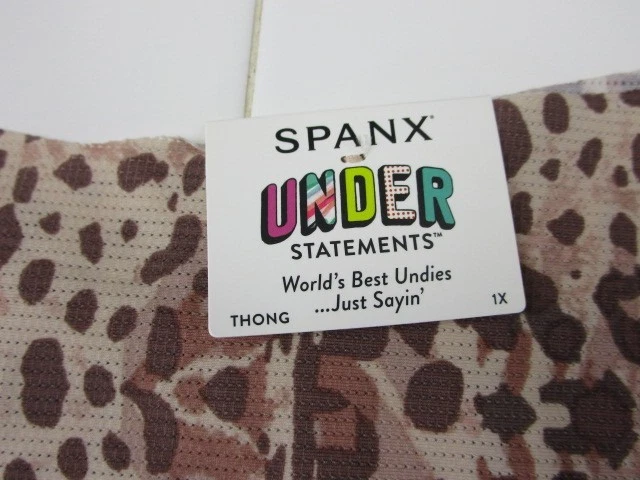 SPANX®
UNDER
STATEMENTS™
World's Best Undies
...Just Sayin'
THONG 1X